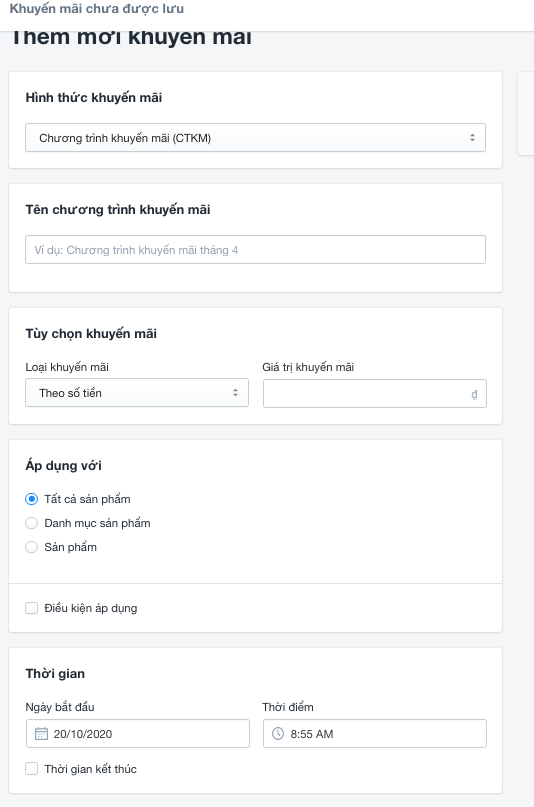 Khuyến mãi chưa được lưu
Thêm mới khuyến mãi
Hình thức khuyến mãi
Chương trình khuyến mãi (CTKM)
Tên chương trình khuyến mãi
Ví dụ: Chương trình khuyến mãi tháng 4
Tùy chọn khuyến mãi
Loại khuyến mãi
Giá trị khuyến mãi
Theo số tiền
₫
Áp dụng với
Tất cả sản phẩm
Danh mục sản phẩm
Sản phẩm
Điều kiện áp dụng
Thời gian
Ngày bắt đầu
Thời điểm
20/10/2020
8:55 AM
Thời gian kết thúc